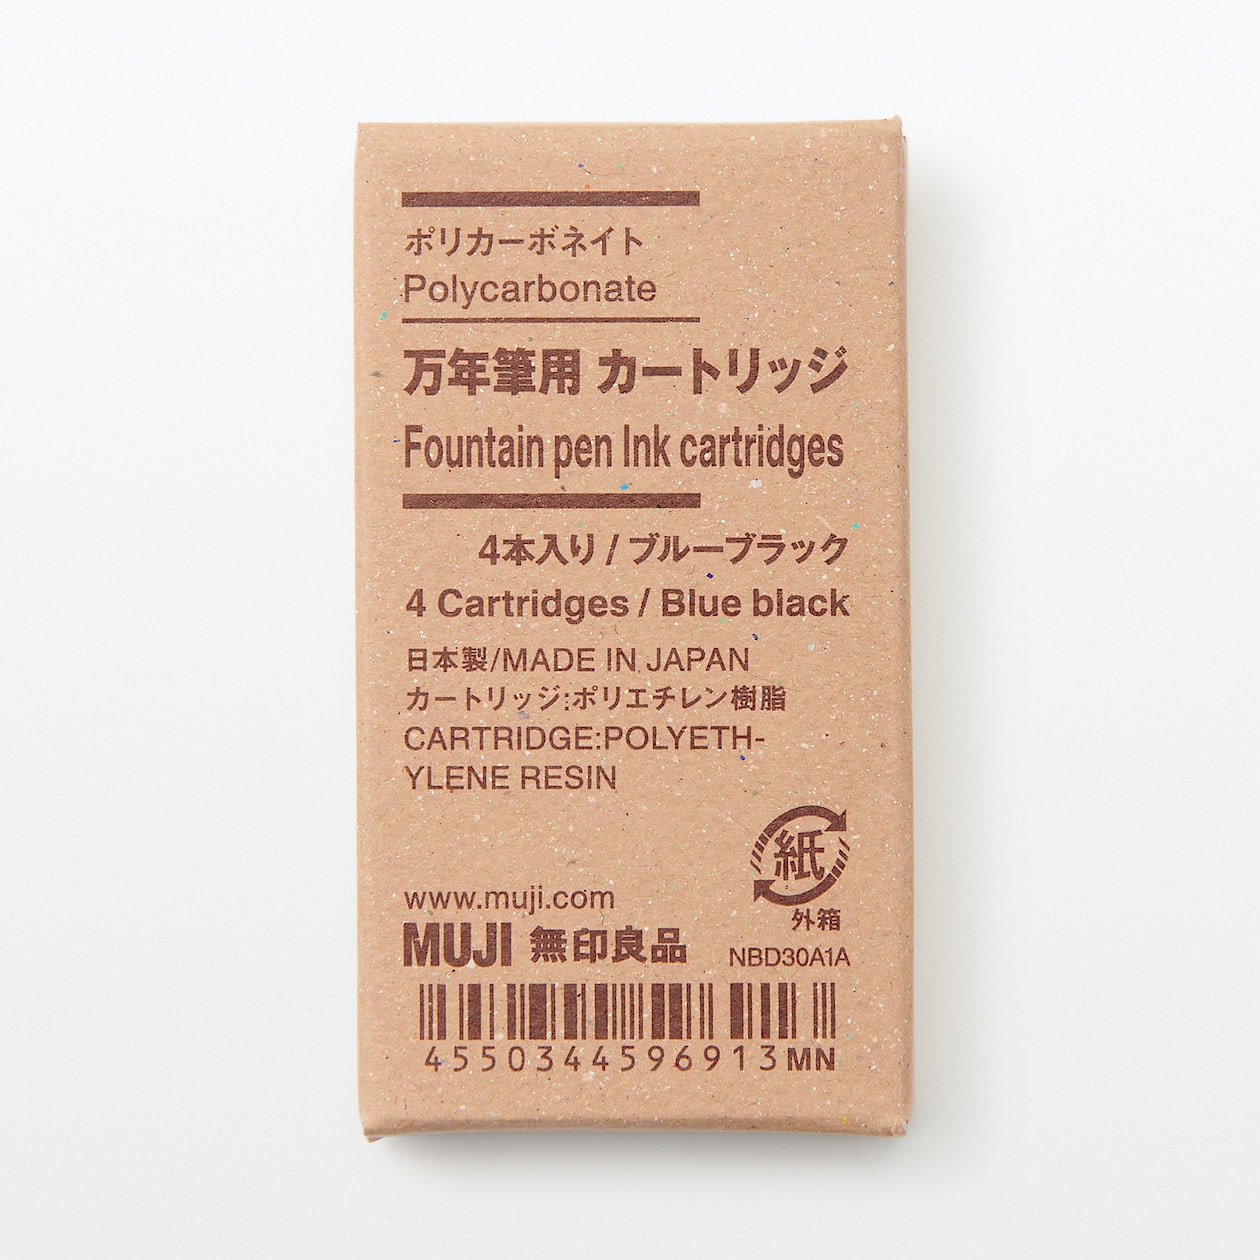 ポリカーボネイト
Polycarbonate
万年筆用 カートリッジ
Fountain pen Ink cartridges
4本入り / ブルーブラック
4 Cartridges / Blue black
日本製/MADE IN JAPAN
カートリッジ:ポリエチレン樹脂
CARTRIDGE:POLYETH-
YLENE RESIN
紙
外箱
www.muji.com
MUJI 無印良品
NBD30A1A
4550344596913MN